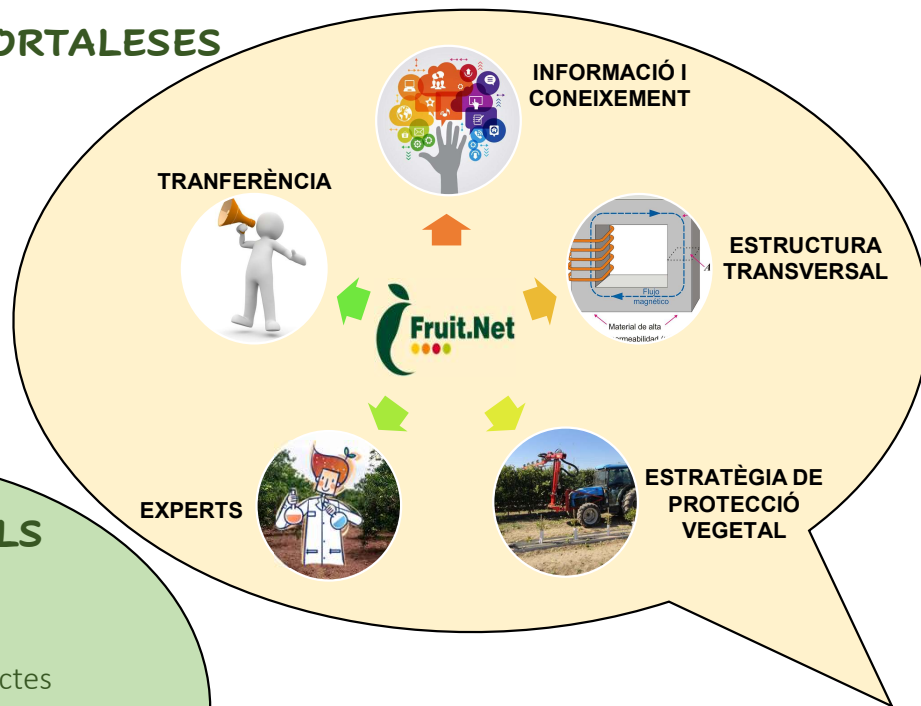 ORTALESES
INFORMACIÓ I
CONEIXEMENT
TRANFERÈNCIA
ESTRUCTURA
TRANSVERSAL
Flujo
magnético
Material de alta
Fruit.Net
EXPERTS
ESTRATÈGIA DE
PROTECCIÓ
VEGETAL
LS
ctes